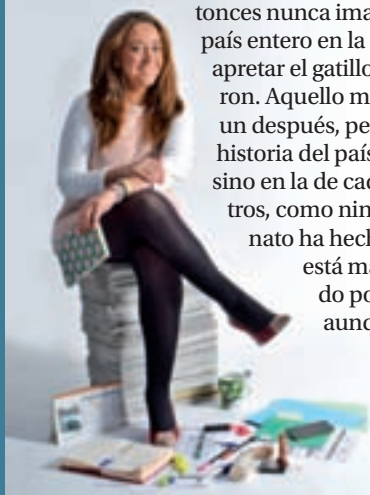 tonces nunca ima
país entero en la
apretar el gatillo
ron. Aquello m
un después, pe
historia del país
sino en la de cad
tros, como nin
nato ha hech
está ma
do po
aunq